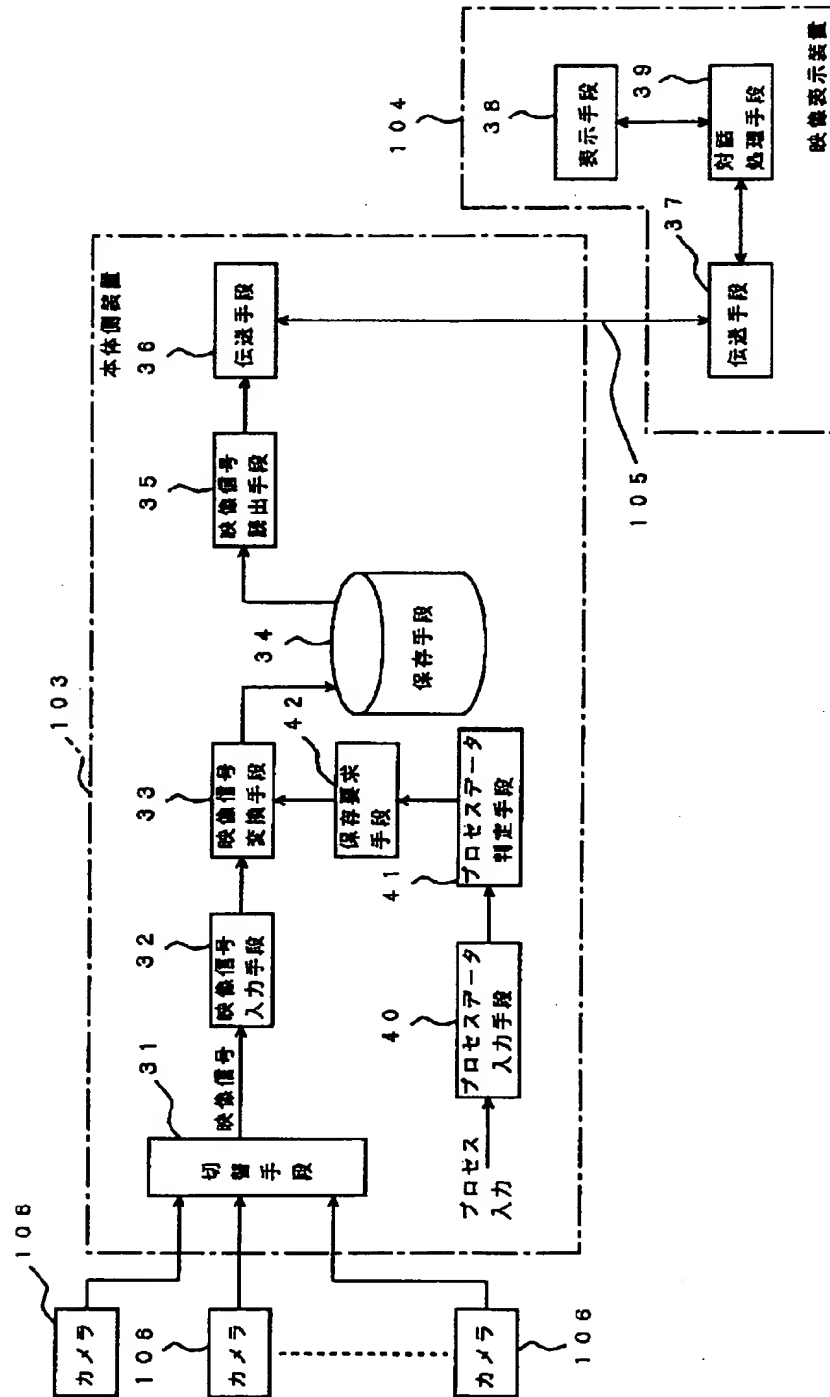 106
カメラ
106
カメラ
106
カメラ
103
本体側装置
31
切替手段
映像信号
32
映像信号
入力手段
33
映像信号
変換手段
34
保存手段
35
映像信号
読出手段
36
伝送手段
プロセス
入力
40
プロセスデータ
入力手段
41
プロセスデータ
判定手段
42
保存要求
手段
105
104
37
伝送手段
38
表示手段
39
対話
処理手段
映像表示装置